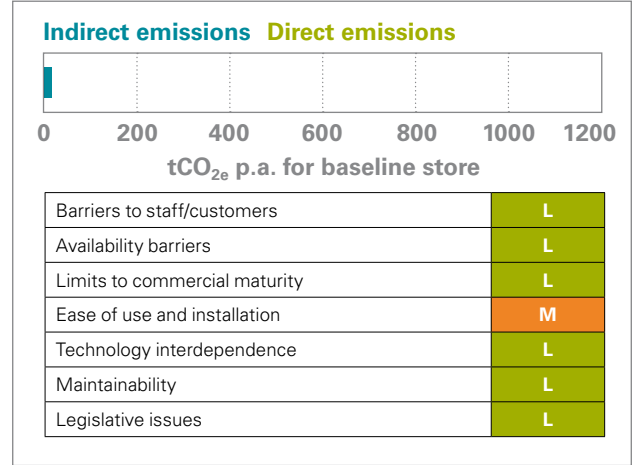 Indirect emissions Direct emissions
0 200 400 600 800 1000 1200
tCO₂ₑ p.a. for baseline store
Barriers to staff/customers L
Availability barriers L
Limits to commercial maturity L
Ease of use and installation M
Technology interdependence L
Maintainability L
Legislative issues L